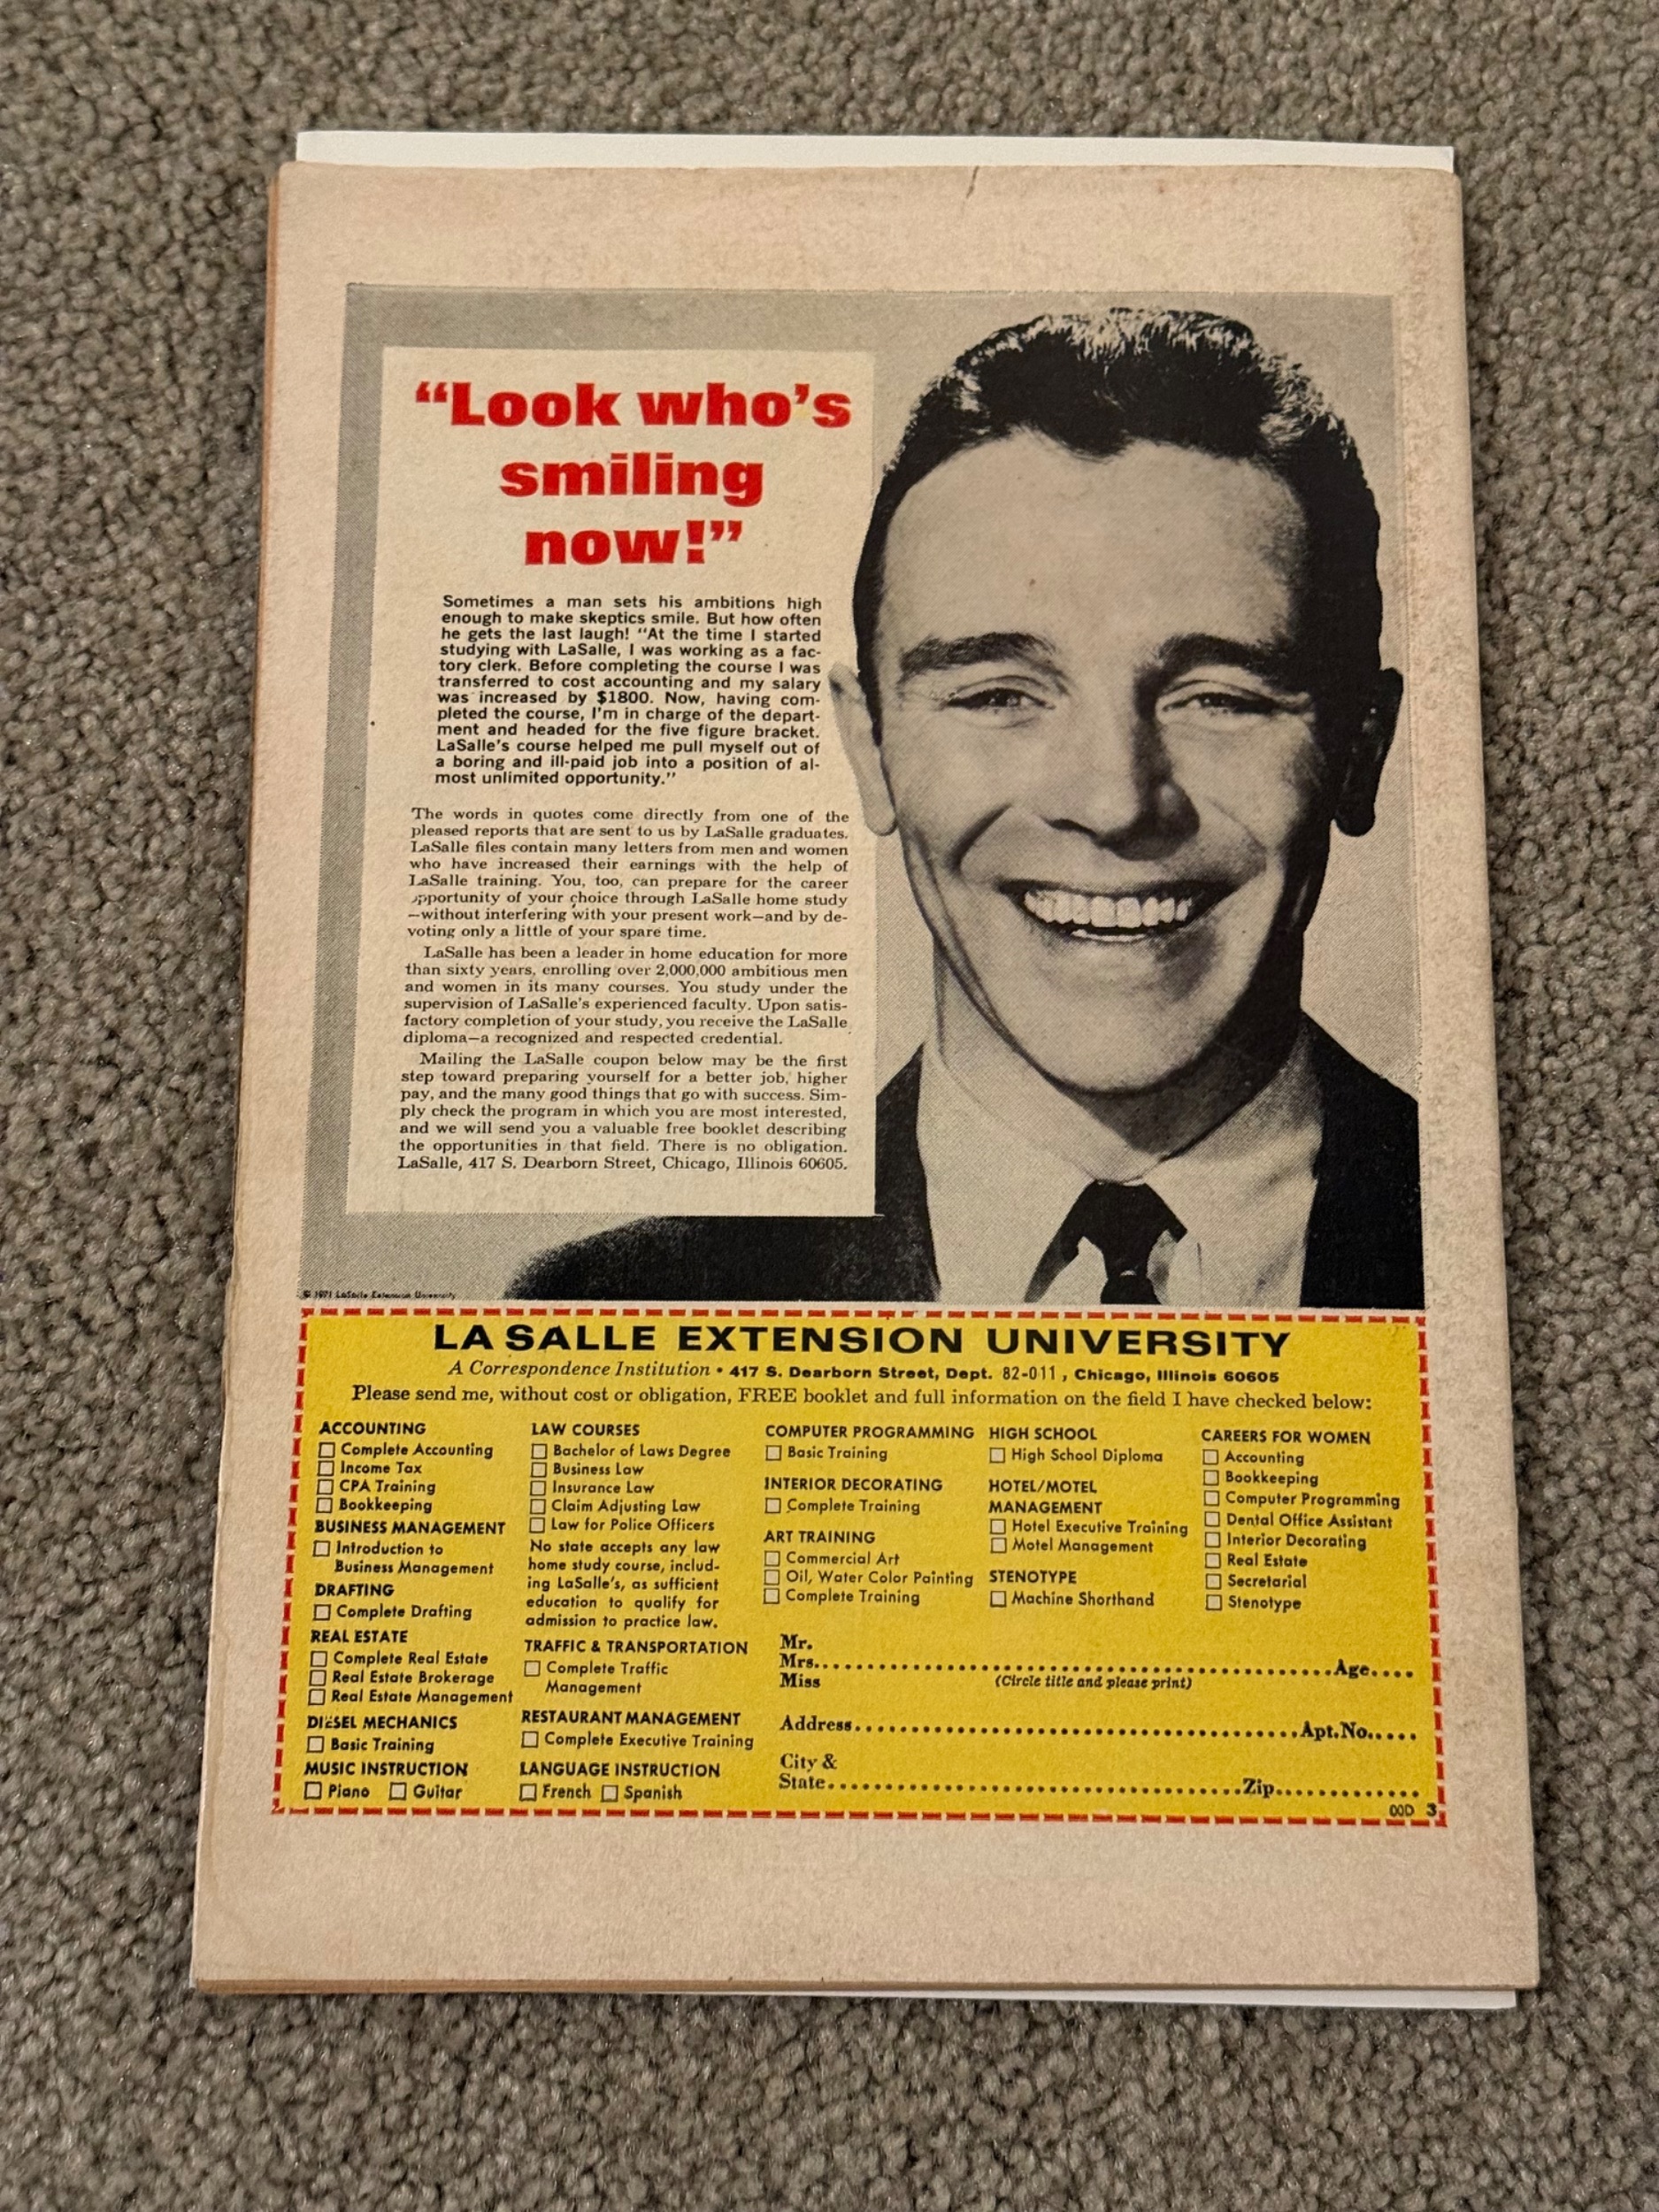 “Look who’s
smiling
now!”
Sometimes a man sets his ambitions high
enough to make skeptics smile. But how often
he gets the last laugh! “At the time I started
studying with LaSalle, I was working as a fac-
tory clerk. Before completing the course I was
transferred to cost accounting and my salary
was increased by $1800. Now, having com-
pleted the course, I’m in charge of the depart-
ment and headed for the five figure bracket.
LaSalle’s course helped me pull myself out of
a boring and ill-paid job into a position of al-
most unlimited opportunity.”
The words in quotes come directly from one of the
pleased reports that are sent to us by LaSalle graduates.
LaSalle files contain many letters from men and women
who have increased their earnings with the help of
LaSalle training. You, too, can prepare for the career
opportunity of your choice through LaSalle home study
—without interfering with your present work—and by de-
voting only a little of your spare time.
LaSalle has been a leader in home education for more
than sixty years, enrolling over 2,000,000 ambitious men
and women in its many courses. You study under the
supervision of LaSalle’s experienced faculty. Upon satis-
factory completion of your study, you receive the LaSalle
diploma—a recognized and respected credential.
Mailing the LaSalle coupon below may be the first
step toward preparing yourself for a better job, higher
pay, and the many good things that go with success. Sim-
ply check the program in which you are most interested,
and we will send you a valuable free booklet describing
the opportunities in that field. There is no obligation.
LaSalle, 417 S. Dearborn Street, Chicago, Illinois 60605.
© 1971 LaSalle Extension University
LA SALLE EXTENSION UNIVERSITY
A Correspondence Institution • 417 S. Dearborn Street, Dept. 82-011, Chicago, Illinois 60605
Please send me, without cost or obligation, FREE booklet and full information on the field I have checked below:
ACCOUNTING
Complete Accounting
Income Tax
CPA Training
Bookkeeping
BUSINESS MANAGEMENT
Introduction to
Business Management
DRAFTING
Complete Drafting
REAL ESTATE
Complete Real Estate
Real Estate Brokerage
Real Estate Management
DIESEL MECHANICS
Basic Training
MUSIC INSTRUCTION
Piano Guitar
LAW COURSES
Bachelor of Laws Degree
Business Law
Insurance Law
Claim Adjusting Law
Law for Police Officers
No state accepts any law
home study course, includ-
ing LaSalle’s, as sufficient
education to qualify for
admission to practice law.
TRAFFIC & TRANSPORTATION
Complete Traffic
Management
RESTAURANT MANAGEMENT
Complete Executive Training
LANGUAGE INSTRUCTION
French Spanish
COMPUTER PROGRAMMING
Basic Training
INTERIOR DECORATING
Complete Training
ART TRAINING
Commercial Art
Oil, Water Color Painting
Complete Training
HIGH SCHOOL
High School Diploma
HOTEL/MOTEL
MANAGEMENT
Hotel Executive Training
Motel Management
STENOTYPE
Machine Shorthand
CAREERS FOR WOMEN
Accounting
Bookkeeping
Computer Programming
Dental Office Assistant
Interior Decorating
Real Estate
Secretarial
Stenotype
Mr.
Mrs. Age
Miss (Circle title and please print)
Address Apt.No.
City &
State Zip
OOD 3